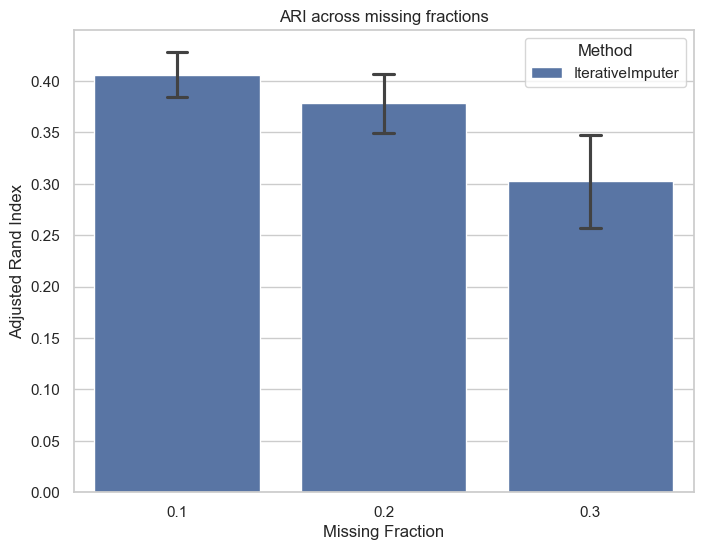 ARI across missing fractions
Method
IterativeImputer
Adjusted Rand Index
0.40
0.35
0.30
0.25
0.20
0.15
0.10
0.05
0.00
0.1 0.2 0.3
Missing Fraction